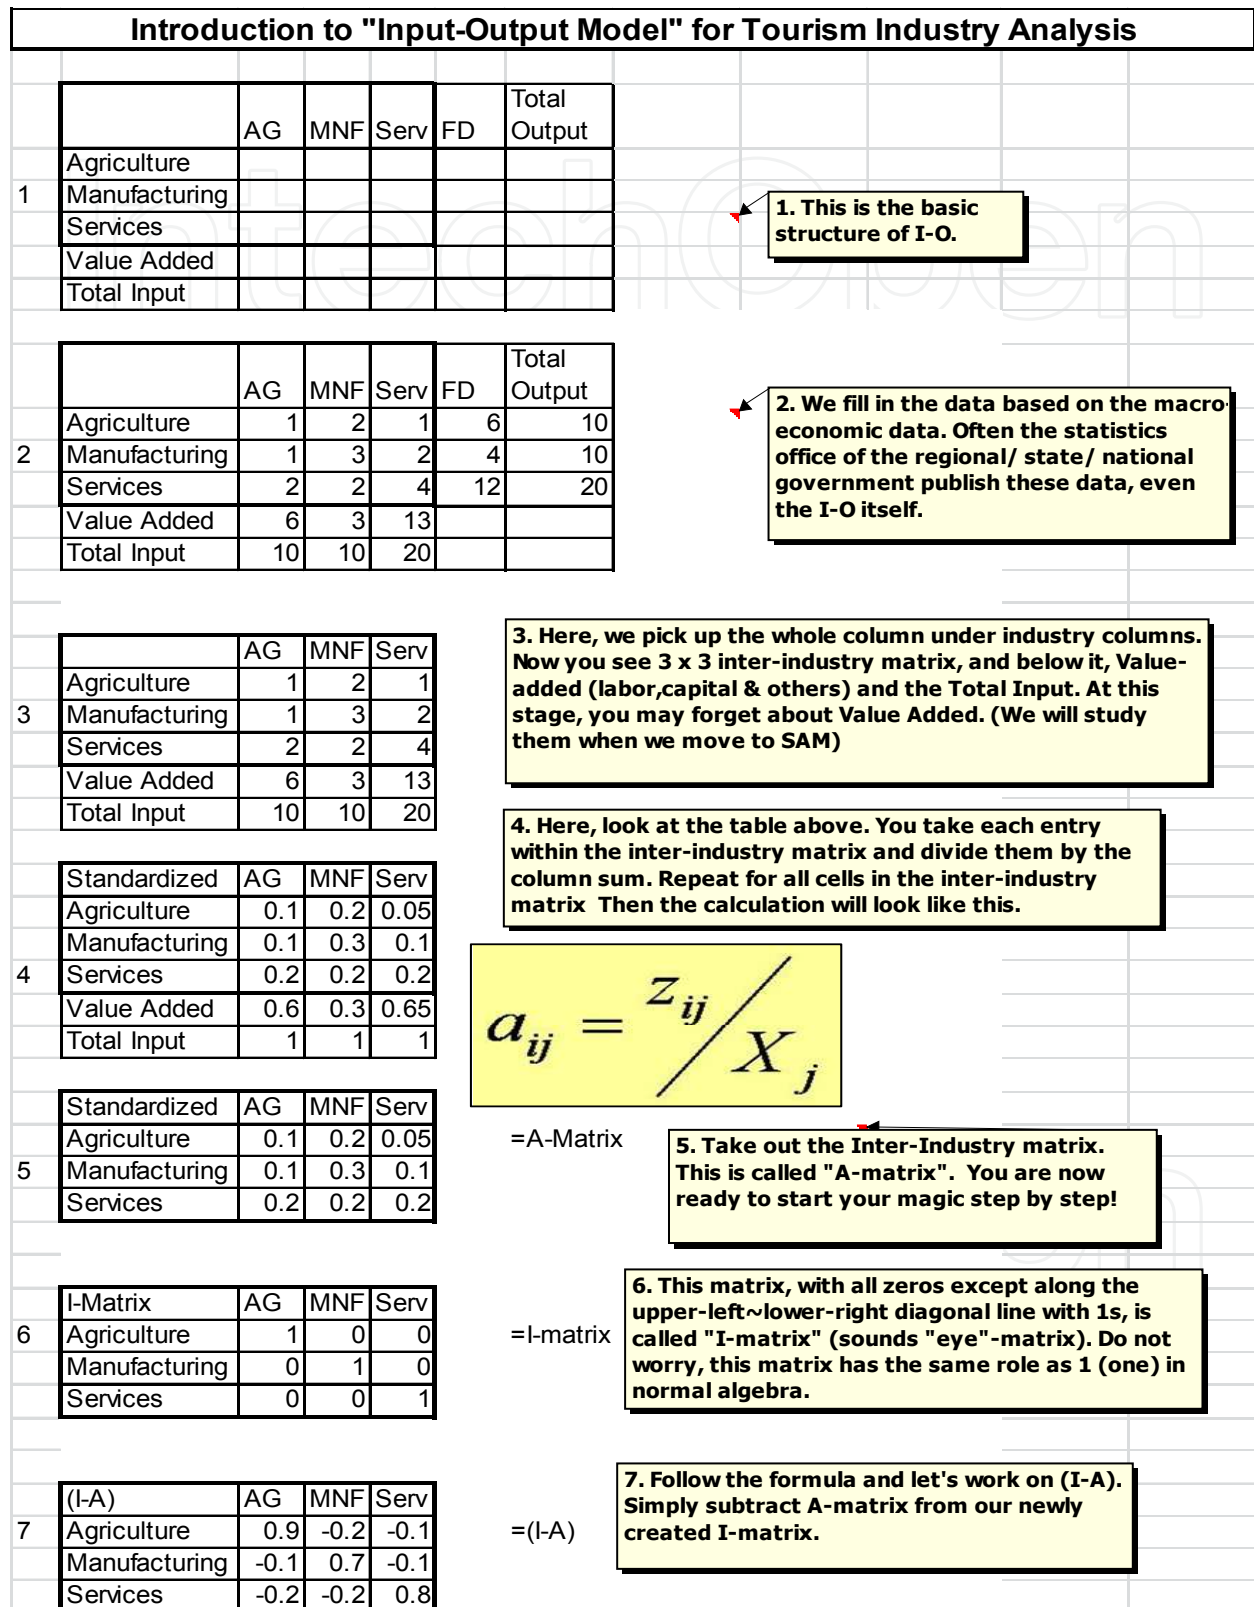 Introduction to "Input-Output Model" for Tourism Industry Analysis
AG MNF Serv FD Total Output
Agriculture
1 Manufacturing
Services
Value Added
Total Input
1. This is the basic
structure of I-O.
AG MNF Serv FD Total Output
Agriculture 1 2 1 6 10
2 Manufacturing 1 3 2 4 10
Services 2 2 4 12 20
Value Added 6 3 13
Total Input 10 10 20
2. We fill in the data based on the macro-
economic data. Often the statistics
office of the regional/ state/ national
government publish these data, even
the I-O itself.
AG MNF Serv
Agriculture 1 2 1
3 Manufacturing 1 3 2
Services 2 2 4
Value Added 6 3 13
Total Input 10 10 20
3. Here, we pick up the whole column under industry columns.
Now you see 3 x 3 inter-industry matrix, and below it, Value-
added (labor,capital & others) and the Total Input. At this
stage, you may forget about Value Added. (We will study
them when we move to SAM)
4. Here, look at the table above. You take each entry
within the inter-industry matrix and divide them by the
column sum. Repeat for all cells in the inter-industry
matrix Then the calculation will look like this.
Standardized AG MNF Serv
Agriculture 0.1 0.2 0.05
Manufacturing 0.1 0.3 0.1
4 Services 0.2 0.2 0.2
Value Added 0.6 0.3 0.65
Total Input 1 1 1
a_ij = z_ij / X_j
Standardized AG MNF Serv
Agriculture 0.1 0.2 0.05 =A-Matrix
5 Manufacturing 0.1 0.3 0.1
Services 0.2 0.2 0.2
5. Take out the Inter-Industry matrix.
This is called "A-matrix". You are now
ready to start your magic step by step!
I-Matrix AG MNF Serv
6 Agriculture 1 0 0 =I-matrix
Manufacturing 0 1 0
Services 0 0 1
6. This matrix, with all zeros except along the
upper-left~lower-right diagonal line with 1s, is
called "I-matrix" (sounds "eye"-matrix). Do not
worry, this matrix has the same role as 1 (one) in
normal algebra.
(I-A) AG MNF Serv
7 Agriculture 0.9 -0.2 -0.1 =(I-A)
Manufacturing -0.1 0.7 -0.1
Services -0.2 -0.2 0.8
7. Follow the formula and let's work on (I-A).
Simply subtract A-matrix from our newly
created I-matrix.
IntechOpen